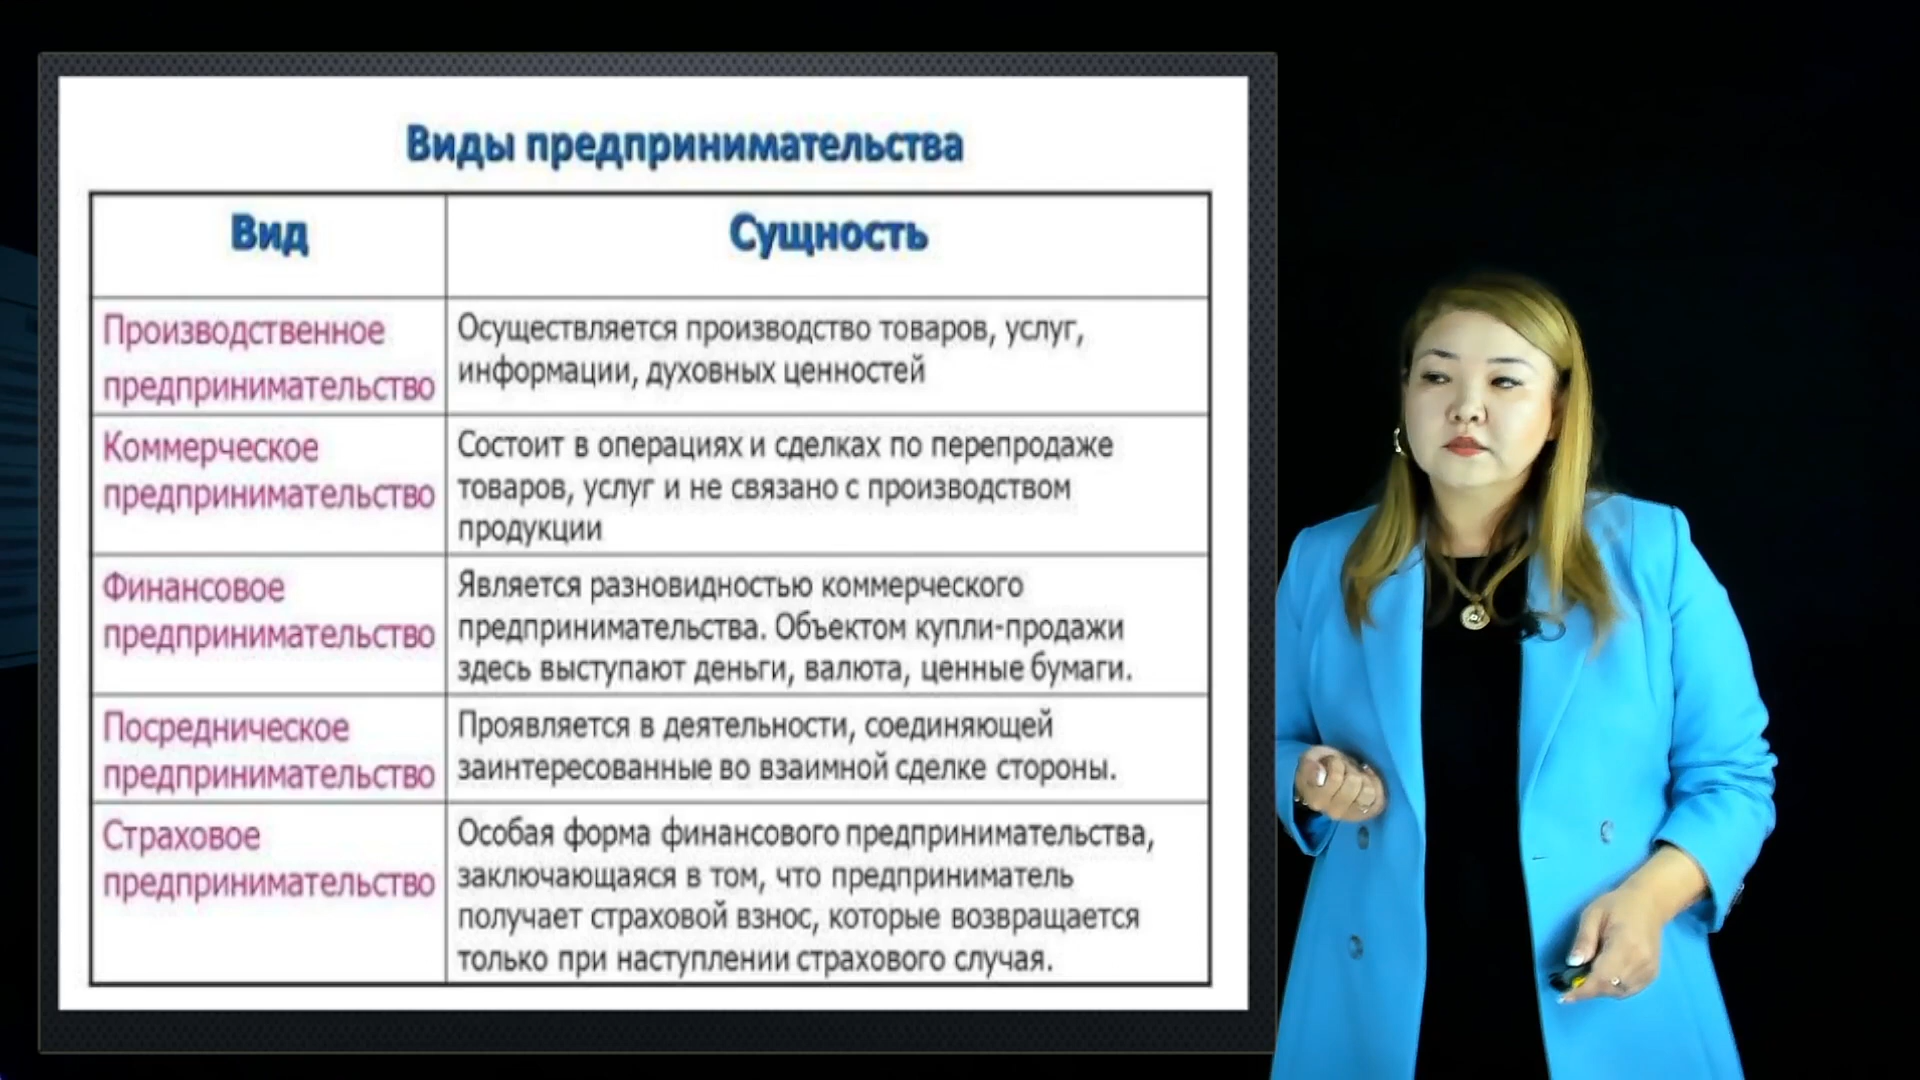 Виды предпринимательства
Вид
Сущность
Производственное
предпринимательство
Осуществляется производство товаров, услуг,
информации, духовных ценностей
Коммерческое
предпринимательство
Состоит в операциях и сделках по перепродаже
товаров, услуг и не связано с производством
продукции
Финансовое
предпринимательство
Является разновидностью коммерческого
предпринимательства. Объектом купли-продажи
здесь выступают деньги, валюта, ценные бумаги.
Посредническое
предпринимательство
Проявляется в деятельности, соединяющей
заинтересованные во взаимной сделке стороны.
Страховое
предпринимательство
Особая форма финансового предпринимательства,
заключающаяся в том, что предприниматель
получает страховой взнос, которые возвращается
только при наступлении страхового случая.